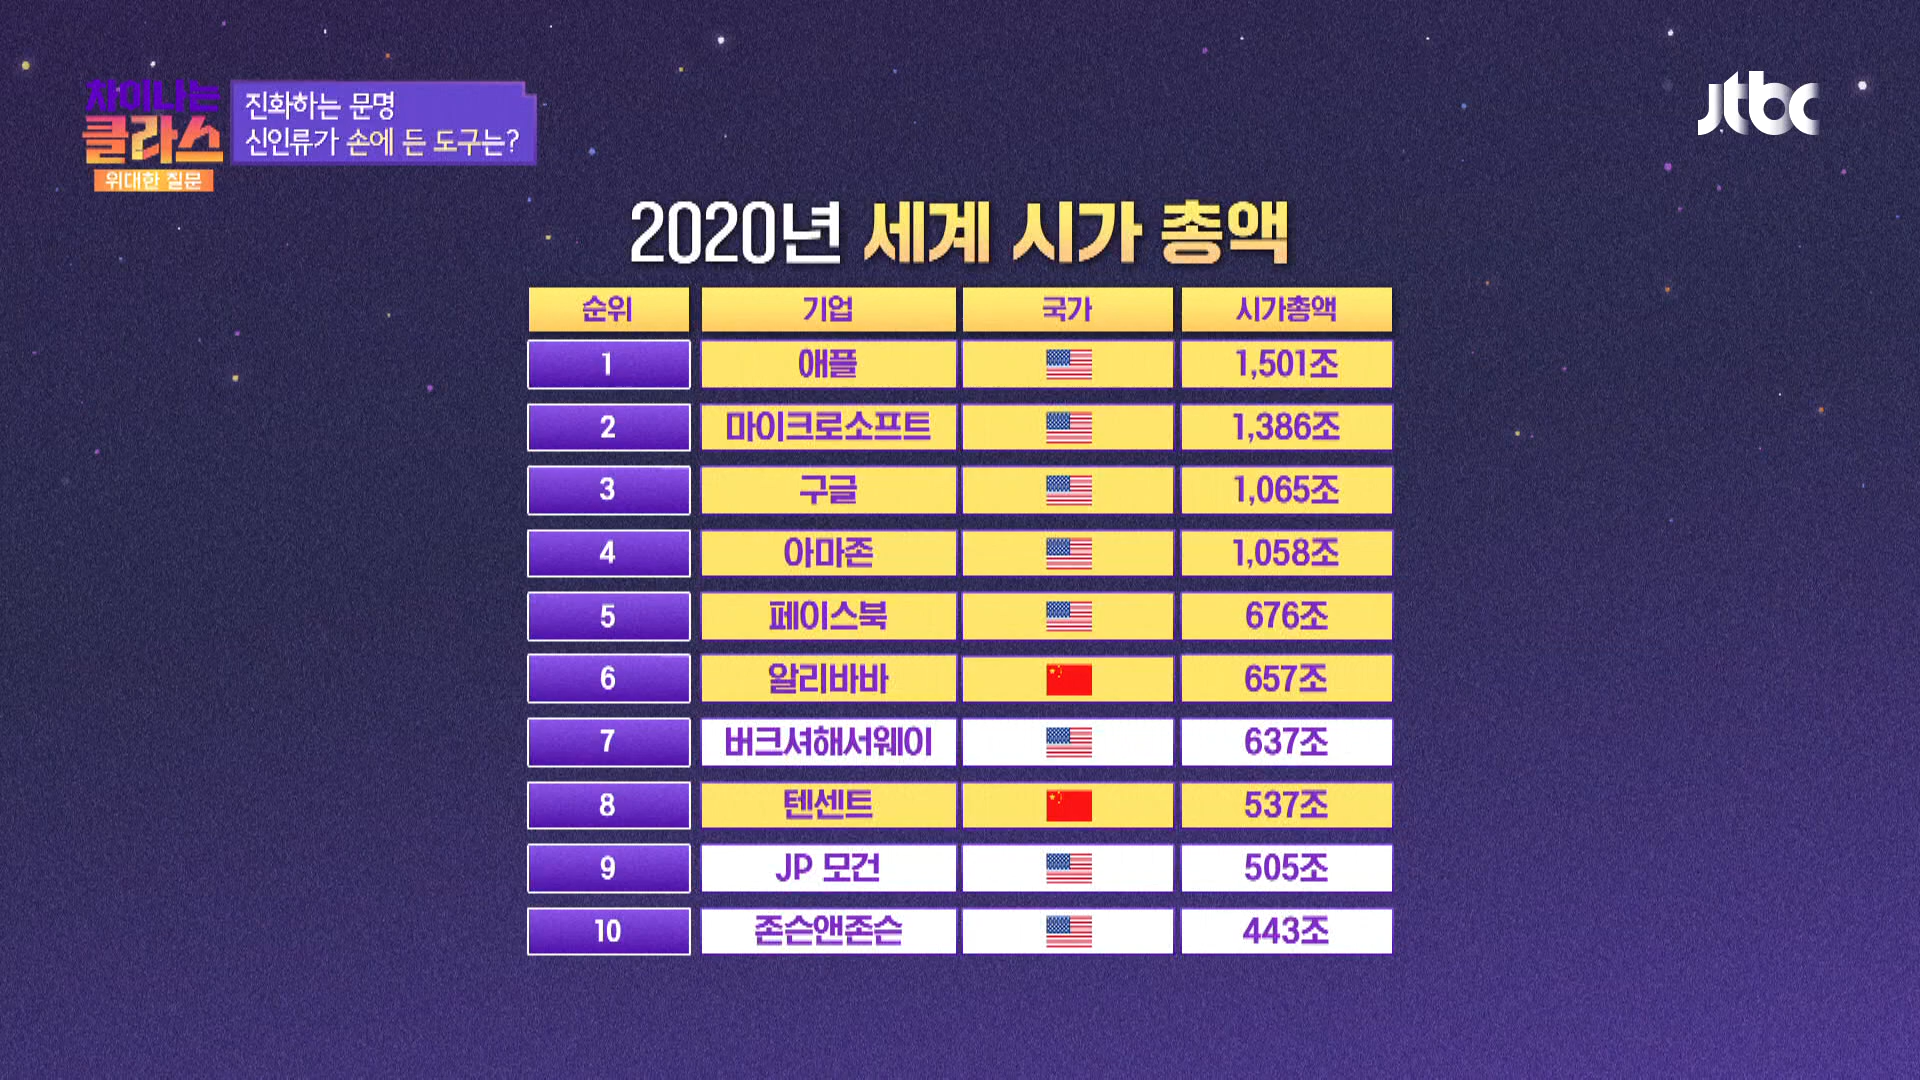 차이나는
클라스
위대한 질문
진화하는 문명
신인류가 손에 든 도구는?
jtbc
2020년 세계 시가 총액
순위 기업 국가 시가총액
1 애플 1,501조
2 마이크로소프트 1,386조
3 구글 1,065조
4 아마존 1,058조
5 페이스북 676조
6 알리바바 657조
7 버크셔해서웨이 637조
8 텐센트 537조
9 JP 모건 505조
10 존슨앤존슨 443조